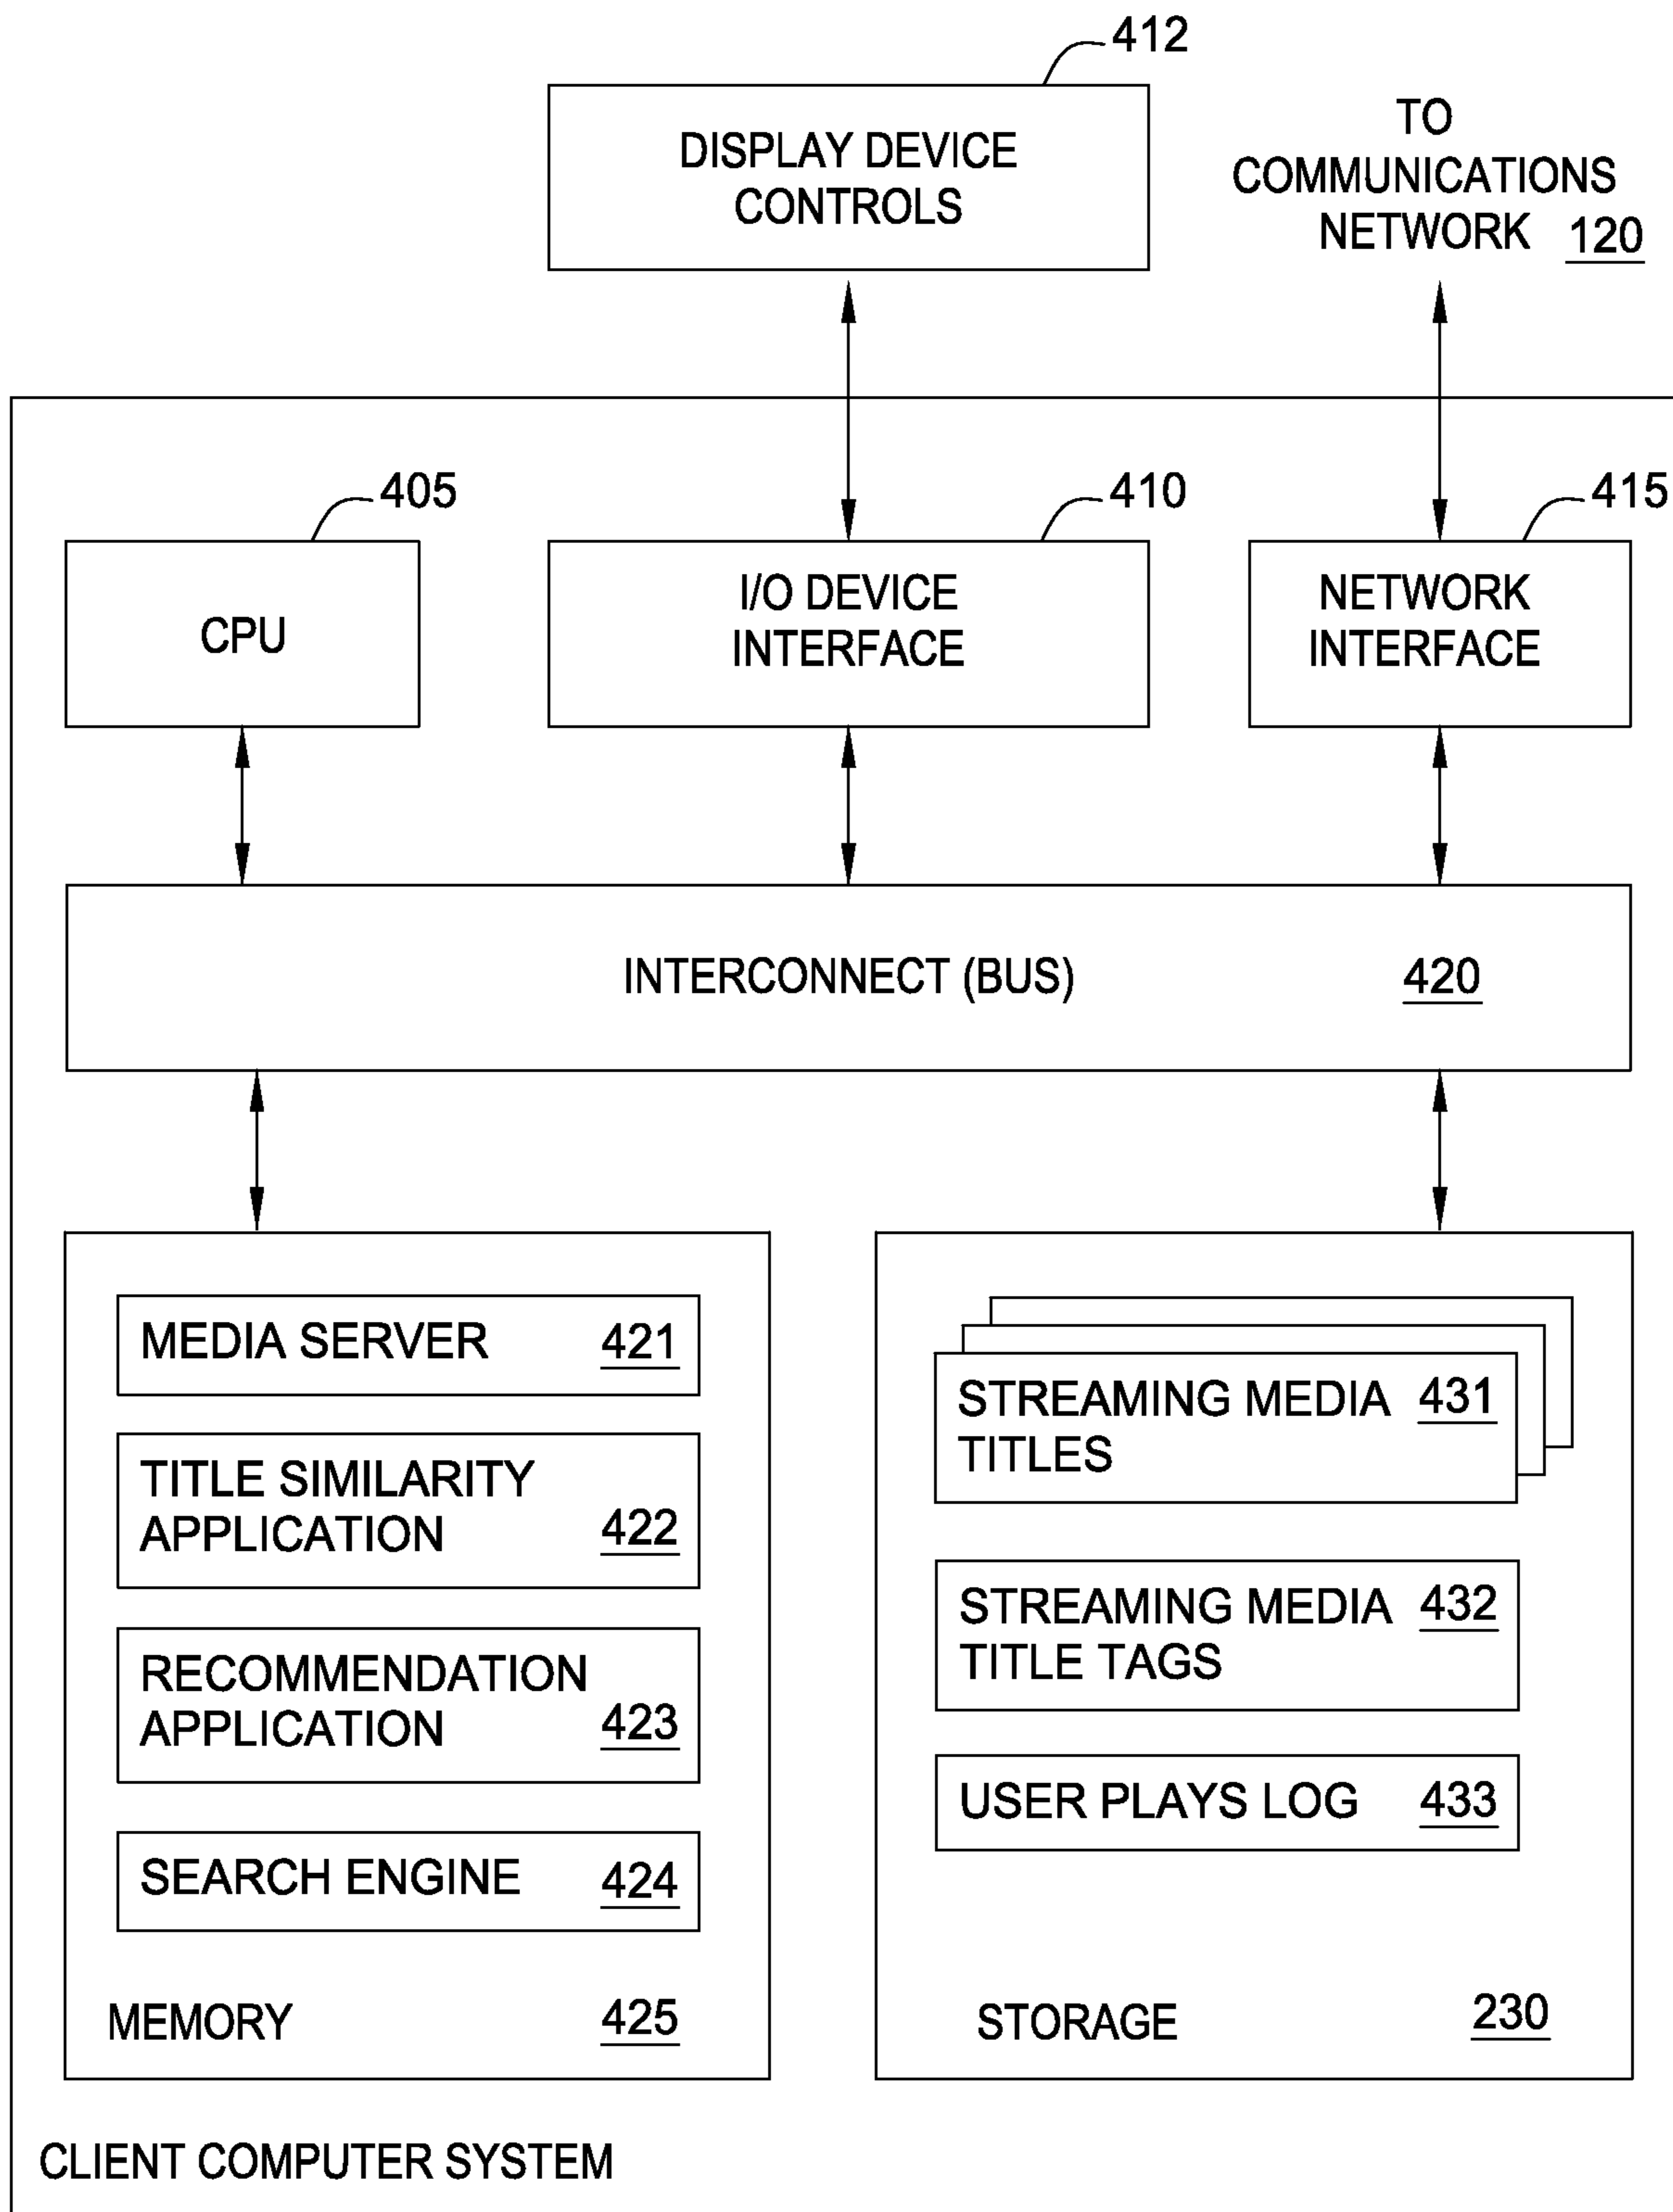 412
DISPLAY DEVICE
CONTROLS
TO
COMMUNICATIONS
NETWORK 120
405
CPU
410
I/O DEVICE
INTERFACE
415
NETWORK
INTERFACE
INTERCONNECT (BUS) 420
MEDIA SERVER 421
TITLE SIMILARITY
APPLICATION 422
RECOMMENDATION
APPLICATION 423
SEARCH ENGINE 424
MEMORY 425
STREAMING MEDIA 431
TITLES
STREAMING MEDIA 432
TITLE TAGS
USER PLAYS LOG 433
STORAGE 230
CLIENT COMPUTER SYSTEM